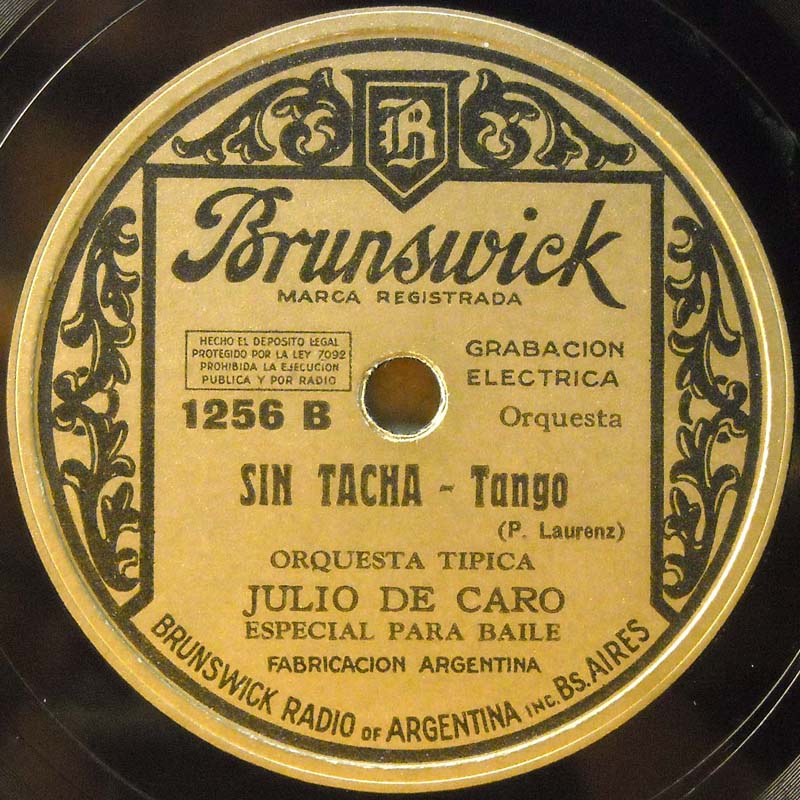 B
Brunswick
MARCA REGISTRADA
HECHO EL DEPOSITO LEGAL
PROTEGIDO POR LA LEY 7092
PROHIBIDA LA EJECUCION
PUBLICA Y POR RADIO
GRABACION
ELECTRICA
1256 B
Orquesta
SIN TACHA - Tango
(P. Laurenz)
ORQUESTA TIPICA
JULIO DE CARO
ESPECIAL PARA BAILE
FABRICACION ARGENTINA
BRUNSWICK RADIO OF ARGENTINA INC. BS. AIRES